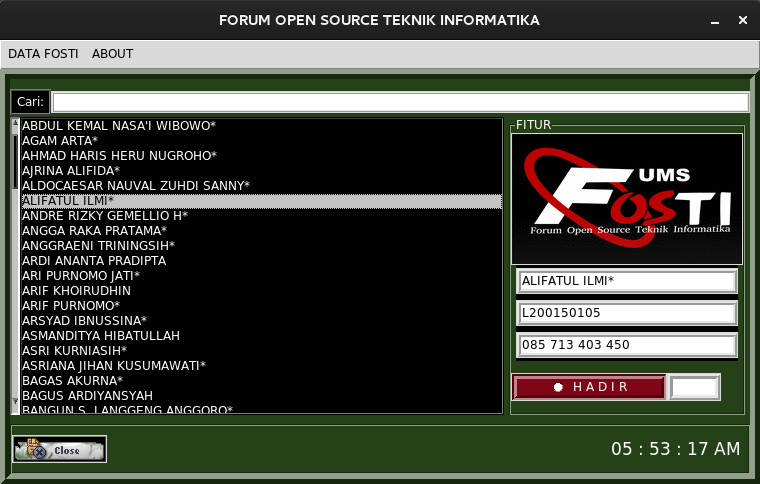 FORUM OPEN SOURCE TEKNIK INFORMATIKA
DATA FOSTI ABOUT
Cari:
ABDUL KEMAL NASA'I WIBOWO*
AGAM ARTA*
AHMAD HARIS HERU NUGROHO*
AJRINA ALIFIDA*
ALDOCAESAR NAUVAL ZUHDI SANNY*
ALIFATUL ILMI*
ANDRE RIZKY GEMELLIO H*
ANGGA RAKA PRATAMA*
ANGGRAENI TRININGSIH*
ARDI ANANTA PRADIPTA
ARI PURNOMO JATI*
ARIF KHOIRUDHIN
ARIF PURNOMO*
ARSYAD IBNUSSINA*
ASMANDITYA HIBATULLAH
ASRI KURNIASIH*
ASRIANA JIHAN KUSUMAWATI*
BAGAS AKURNA*
BAGUS ARDIYANSYAH
BANGUN S. LANGGENG ANGGORO*
FITUR
UMS
FOSTI
Forum Open Source Teknik Informatika
ALIFATUL ILMI*
L200150105
085 713 403 450
H A D I R
Close
05 : 53 : 17 AM